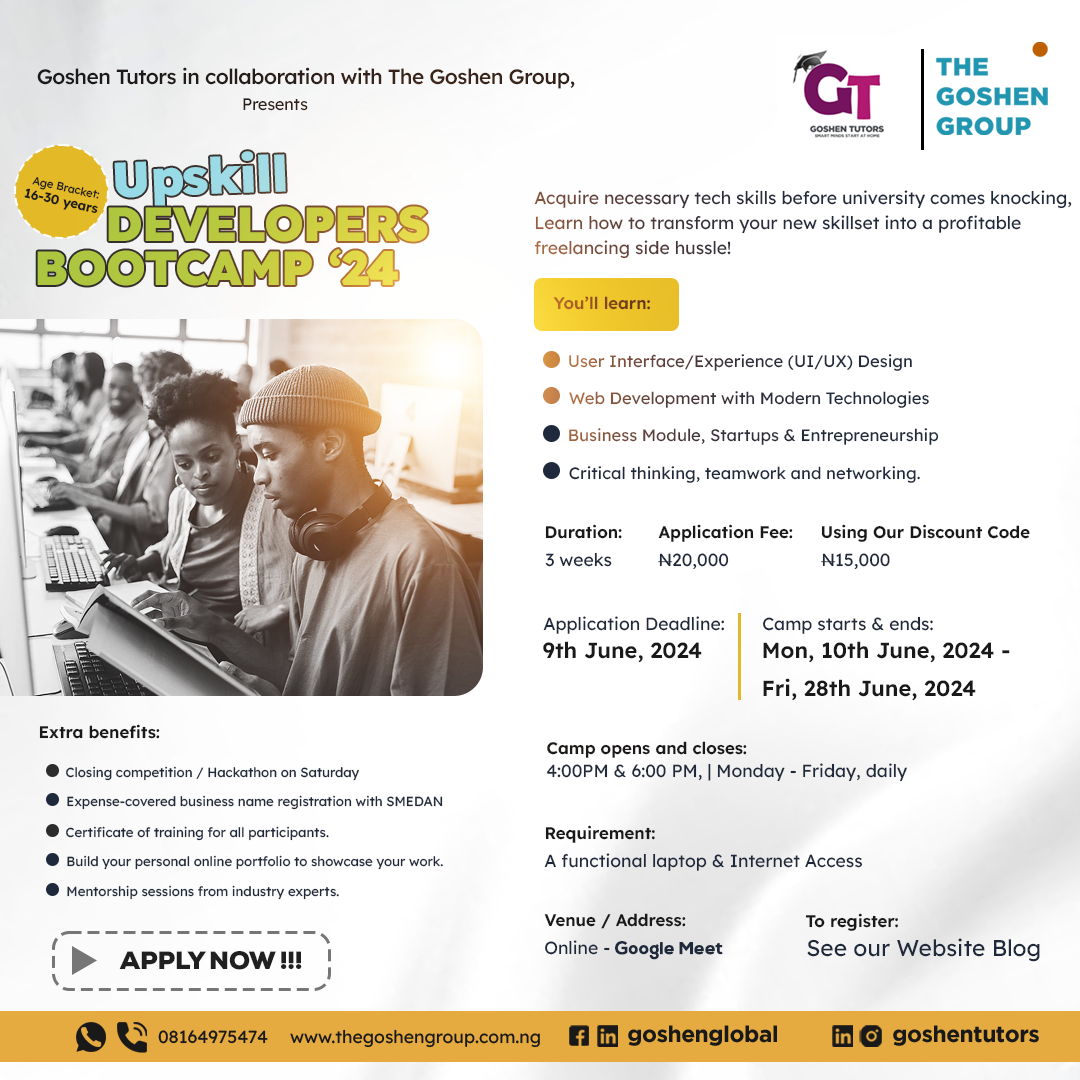 Goshen Tutors in collaboration with The Goshen Group,
Presents
GT
GOSHEN TUTORS
SMART MINDS START AT HOME
THE
GOSHEN
GROUP
Age Bracket:
16-30 years
Upskill
DEVELOPERS
BOOTCAMP ‘24
Acquire necessary tech skills before university comes knocking,
Learn how to transform your new skillset into a profitable
freelancing side hussle!
You’ll learn:
User Interface/Experience (UI/UX) Design
Web Development with Modern Technologies
Business Module, Startups & Entrepreneurship
Critical thinking, teamwork and networking.
Duration:
3 weeks
Application Fee:
₦20,000
Using Our Discount Code
₦15,000
Application Deadline:
9th June, 2024
Camp starts & ends:
Mon, 10th June, 2024 -
Fri, 28th June, 2024
Camp opens and closes:
4:00PM & 6:00 PM, | Monday - Friday, daily
Requirement:
A functional laptop & Internet Access
Venue / Address:
Online - Google Meet
To register:
See our Website Blog
Extra benefits:
Closing competition / Hackathon on Saturday
Expense-covered business name registration with SMEDAN
Certificate of training for all participants.
Build your personal online portfolio to showcase your work.
Mentorship sessions from industry experts.
APPLY NOW !!!
08164975474 www.thegoshengroup.com.ng goshenglobal goshentutors